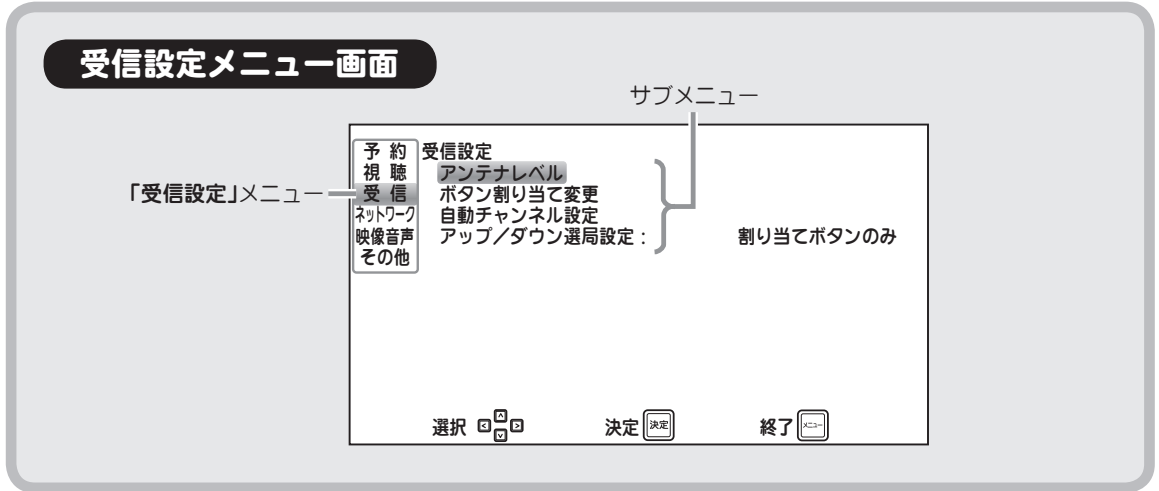 受信設定メニュー画面
サブメニュー
「受信設定」メニュー
予 約
視 聴
受 信
ネットワーク
映像音声
その他
受信設定
アンテナレベル
ボタン割り当て変更
自動チャンネル設定
アップ／ダウン選局設定： 割り当てボタンのみ
選択 決定 決定 終了 メニュー